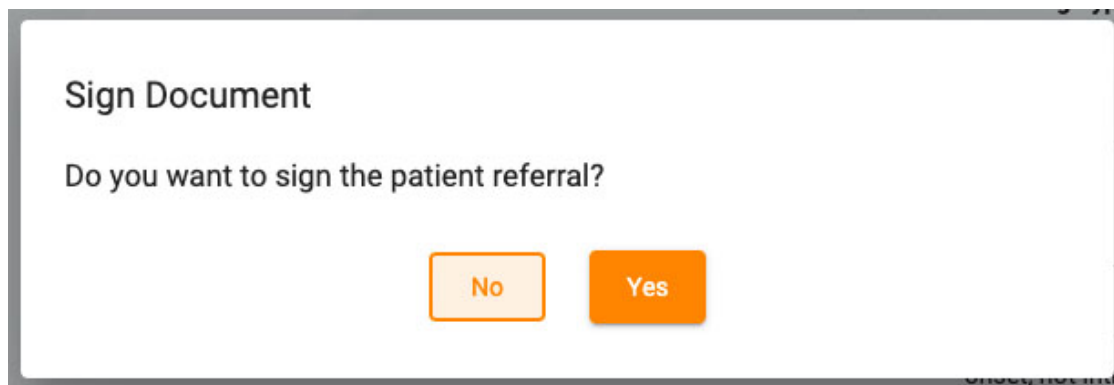 Sign Document
Do you want to sign the patient referral?
No
Yes